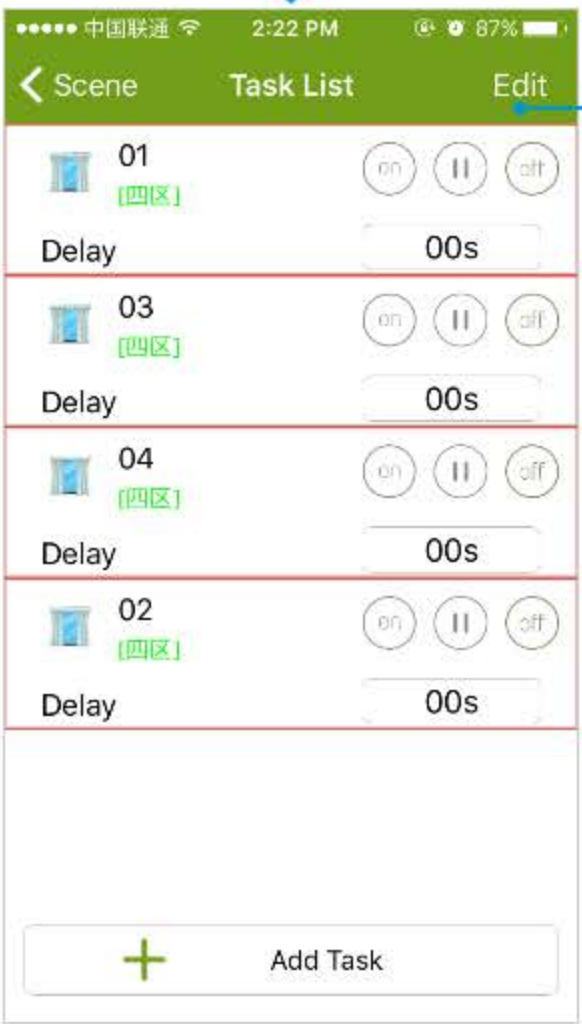 中国联通 2:22 PM 87%
Scene Task List Edit
01 on off
[四区]
Delay 00s
03 on off
[四区]
Delay 00s
04 on off
[四区]
Delay 00s
02 on off
[四区]
Delay 00s
Add Task